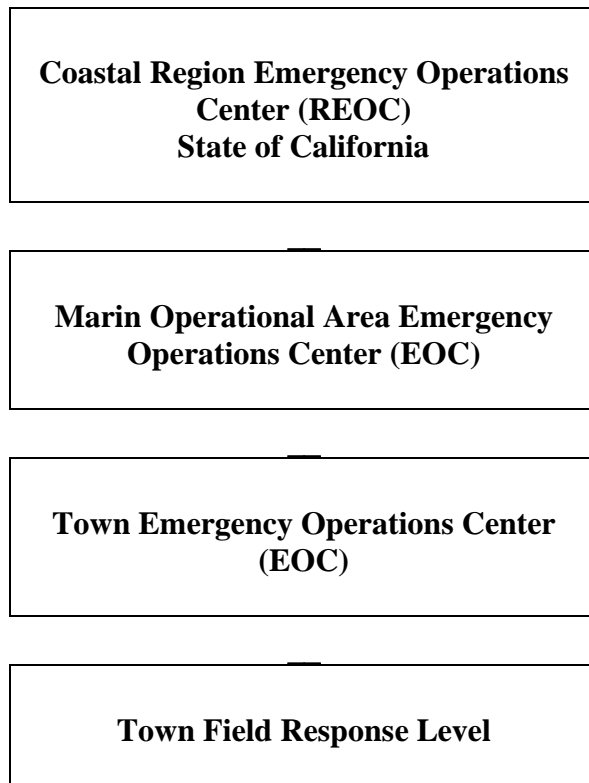 Coastal Region Emergency Operations
Center (REOC)
State of California
Marin Operational Area Emergency
Operations Center (EOC)
Town Emergency Operations Center
(EOC)
Town Field Response Level